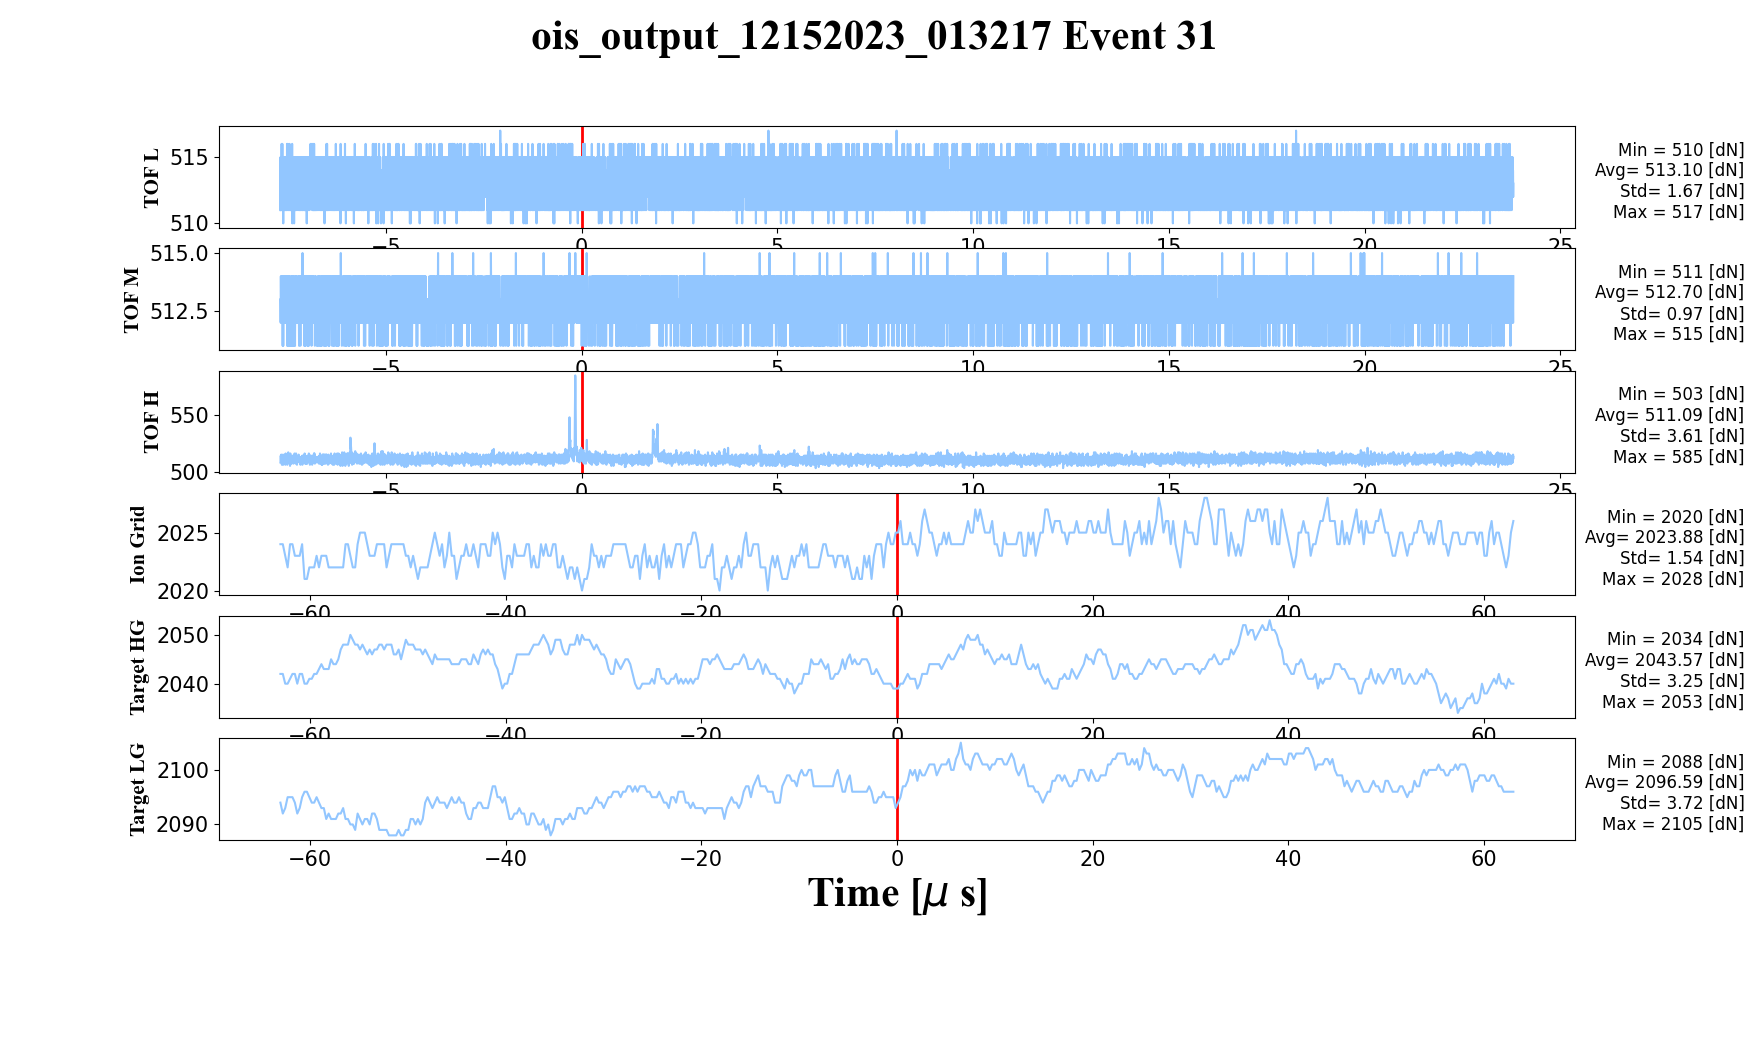 ois_output_12152023_013217 Event 31
TOF L
515
510
Min = 510 [dN]
Avg= 513.10 [dN]
Std= 1.67 [dN]
Max = 517 [dN]
−5 0 5 10 15 20 25
TOF M
515.0
512.5
Min = 511 [dN]
Avg= 512.70 [dN]
Std= 0.97 [dN]
Max = 515 [dN]
−5 0 5 10 15 20 25
TOF H
550
500
Min = 503 [dN]
Avg= 511.09 [dN]
Std= 3.61 [dN]
Max = 585 [dN]
−5 0 5 10 15 20 25
Ion Grid
2025
2020
Min = 2020 [dN]
Avg= 2023.88 [dN]
Std= 1.54 [dN]
Max = 2028 [dN]
−60 −40 −20 0 20 40 60
Target HG
2050
2040
Min = 2034 [dN]
Avg= 2043.57 [dN]
Std= 3.25 [dN]
Max = 2053 [dN]
−60 −40 −20 0 20 40 60
Target LG
2100
2090
Min = 2088 [dN]
Avg= 2096.59 [dN]
Std= 3.72 [dN]
Max = 2105 [dN]
−60 −40 −20 0 20 40 60
Time [μ s]